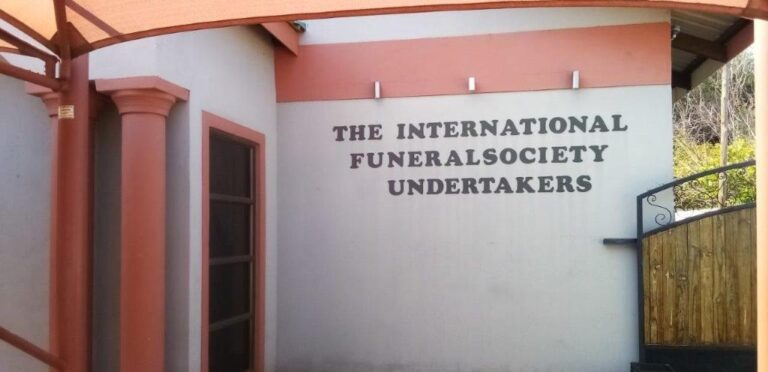 THE INTERNATIONAL
FUNERALSOCIETY
UNDERTAKERS